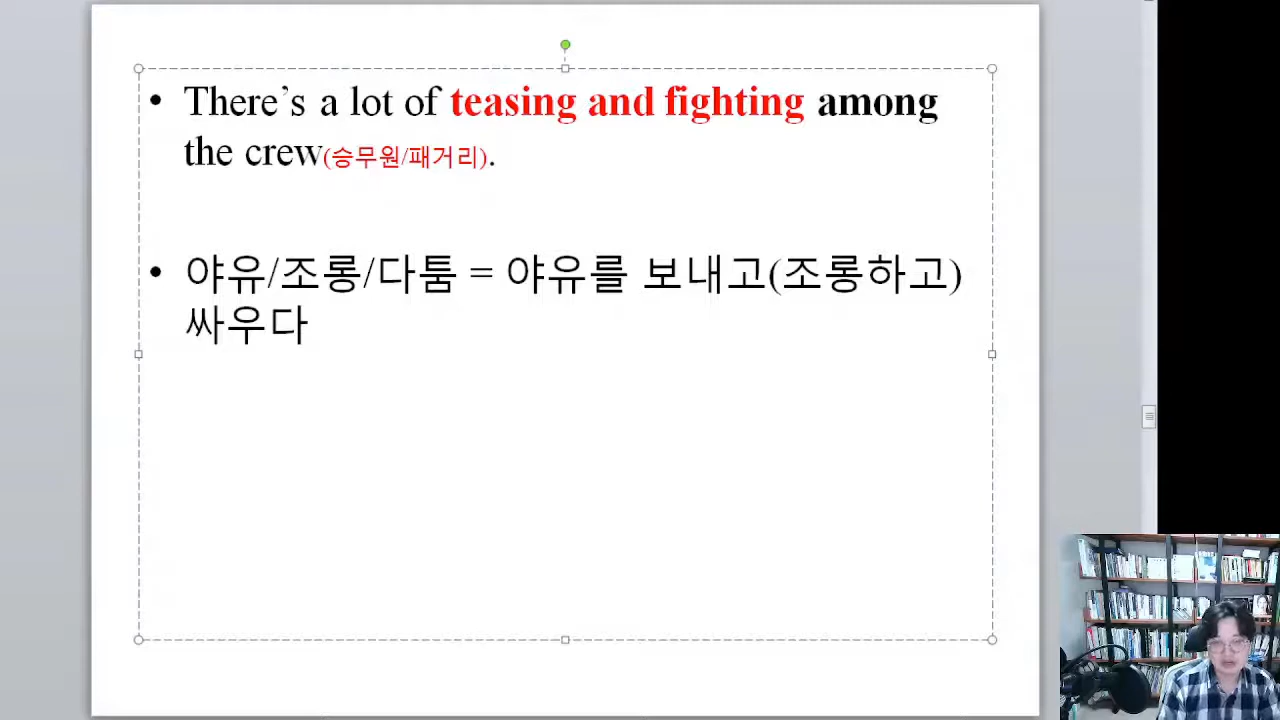 • There’s a lot of teasing and fighting among
the crew(승무원/패거리).
• 야유/조롱/다툼 = 야유를 보내고(조롱하고)
싸우다